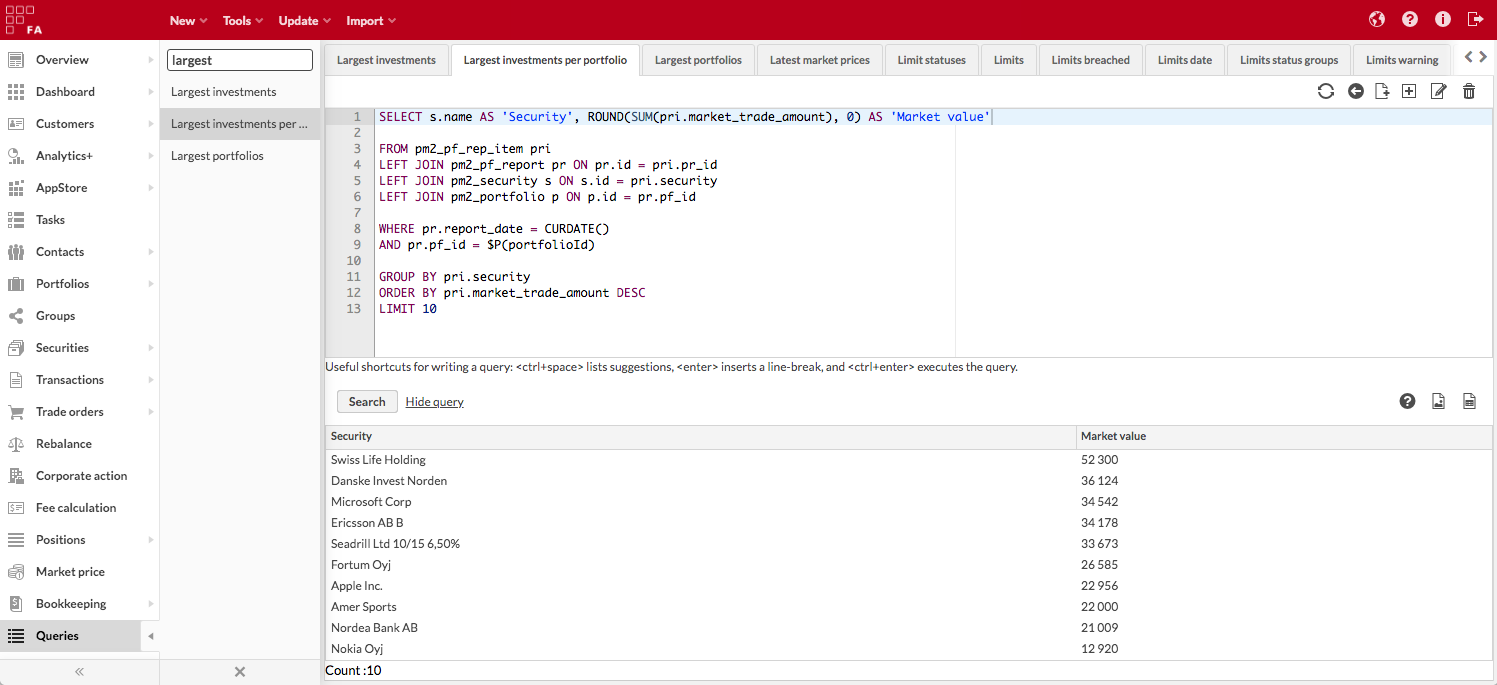 FA
New Tools Update Import
Overview
Dashboard
Customers
Analytics+
AppStore
Tasks
Contacts
Portfolios
Groups
Securities
Transactions
Trade orders
Rebalance
Corporate action
Fee calculation
Positions
Market price
Bookkeeping
Queries
largest
Largest investments
Largest investments per ...
Largest portfolios
Largest investments Largest investments per portfolio Largest portfolios Latest market prices Limit statuses Limits Limits breached Limits date Limits status groups Limits warning
1 SELECT s.name AS 'Security', ROUND(SUM(pri.market_trade_amount), 0) AS 'Market value'
2
3 FROM pm2_pf_rep_item pri
4 LEFT JOIN pm2_pf_report pr ON pr.id = pri.pr_id
5 LEFT JOIN pm2_security s ON s.id = pri.security
6 LEFT JOIN pm2_portfolio p ON p.id = pr.pf_id
7
8 WHERE pr.report_date = CURDATE()
9 AND pr.pf_id = $P(portfolioId)
10
11 GROUP BY pri.security
12 ORDER BY pri.market_trade_amount DESC
13 LIMIT 10
Useful shortcuts for writing a query: <ctrl+space> lists suggestions, <enter> inserts a line-break, and <ctrl+enter> executes the query.
Search Hide query
Security Market value
Swiss Life Holding 52 300
Danske Invest Norden 36 124
Microsoft Corp 34 542
Ericsson AB B 34 178
Seadrill Ltd 10/15 6,50% 33 673
Fortum Oyj 26 585
Apple Inc. 22 956
Amer Sports 22 000
Nordea Bank AB 21 009
Nokia Oyj 12 920
Count :10